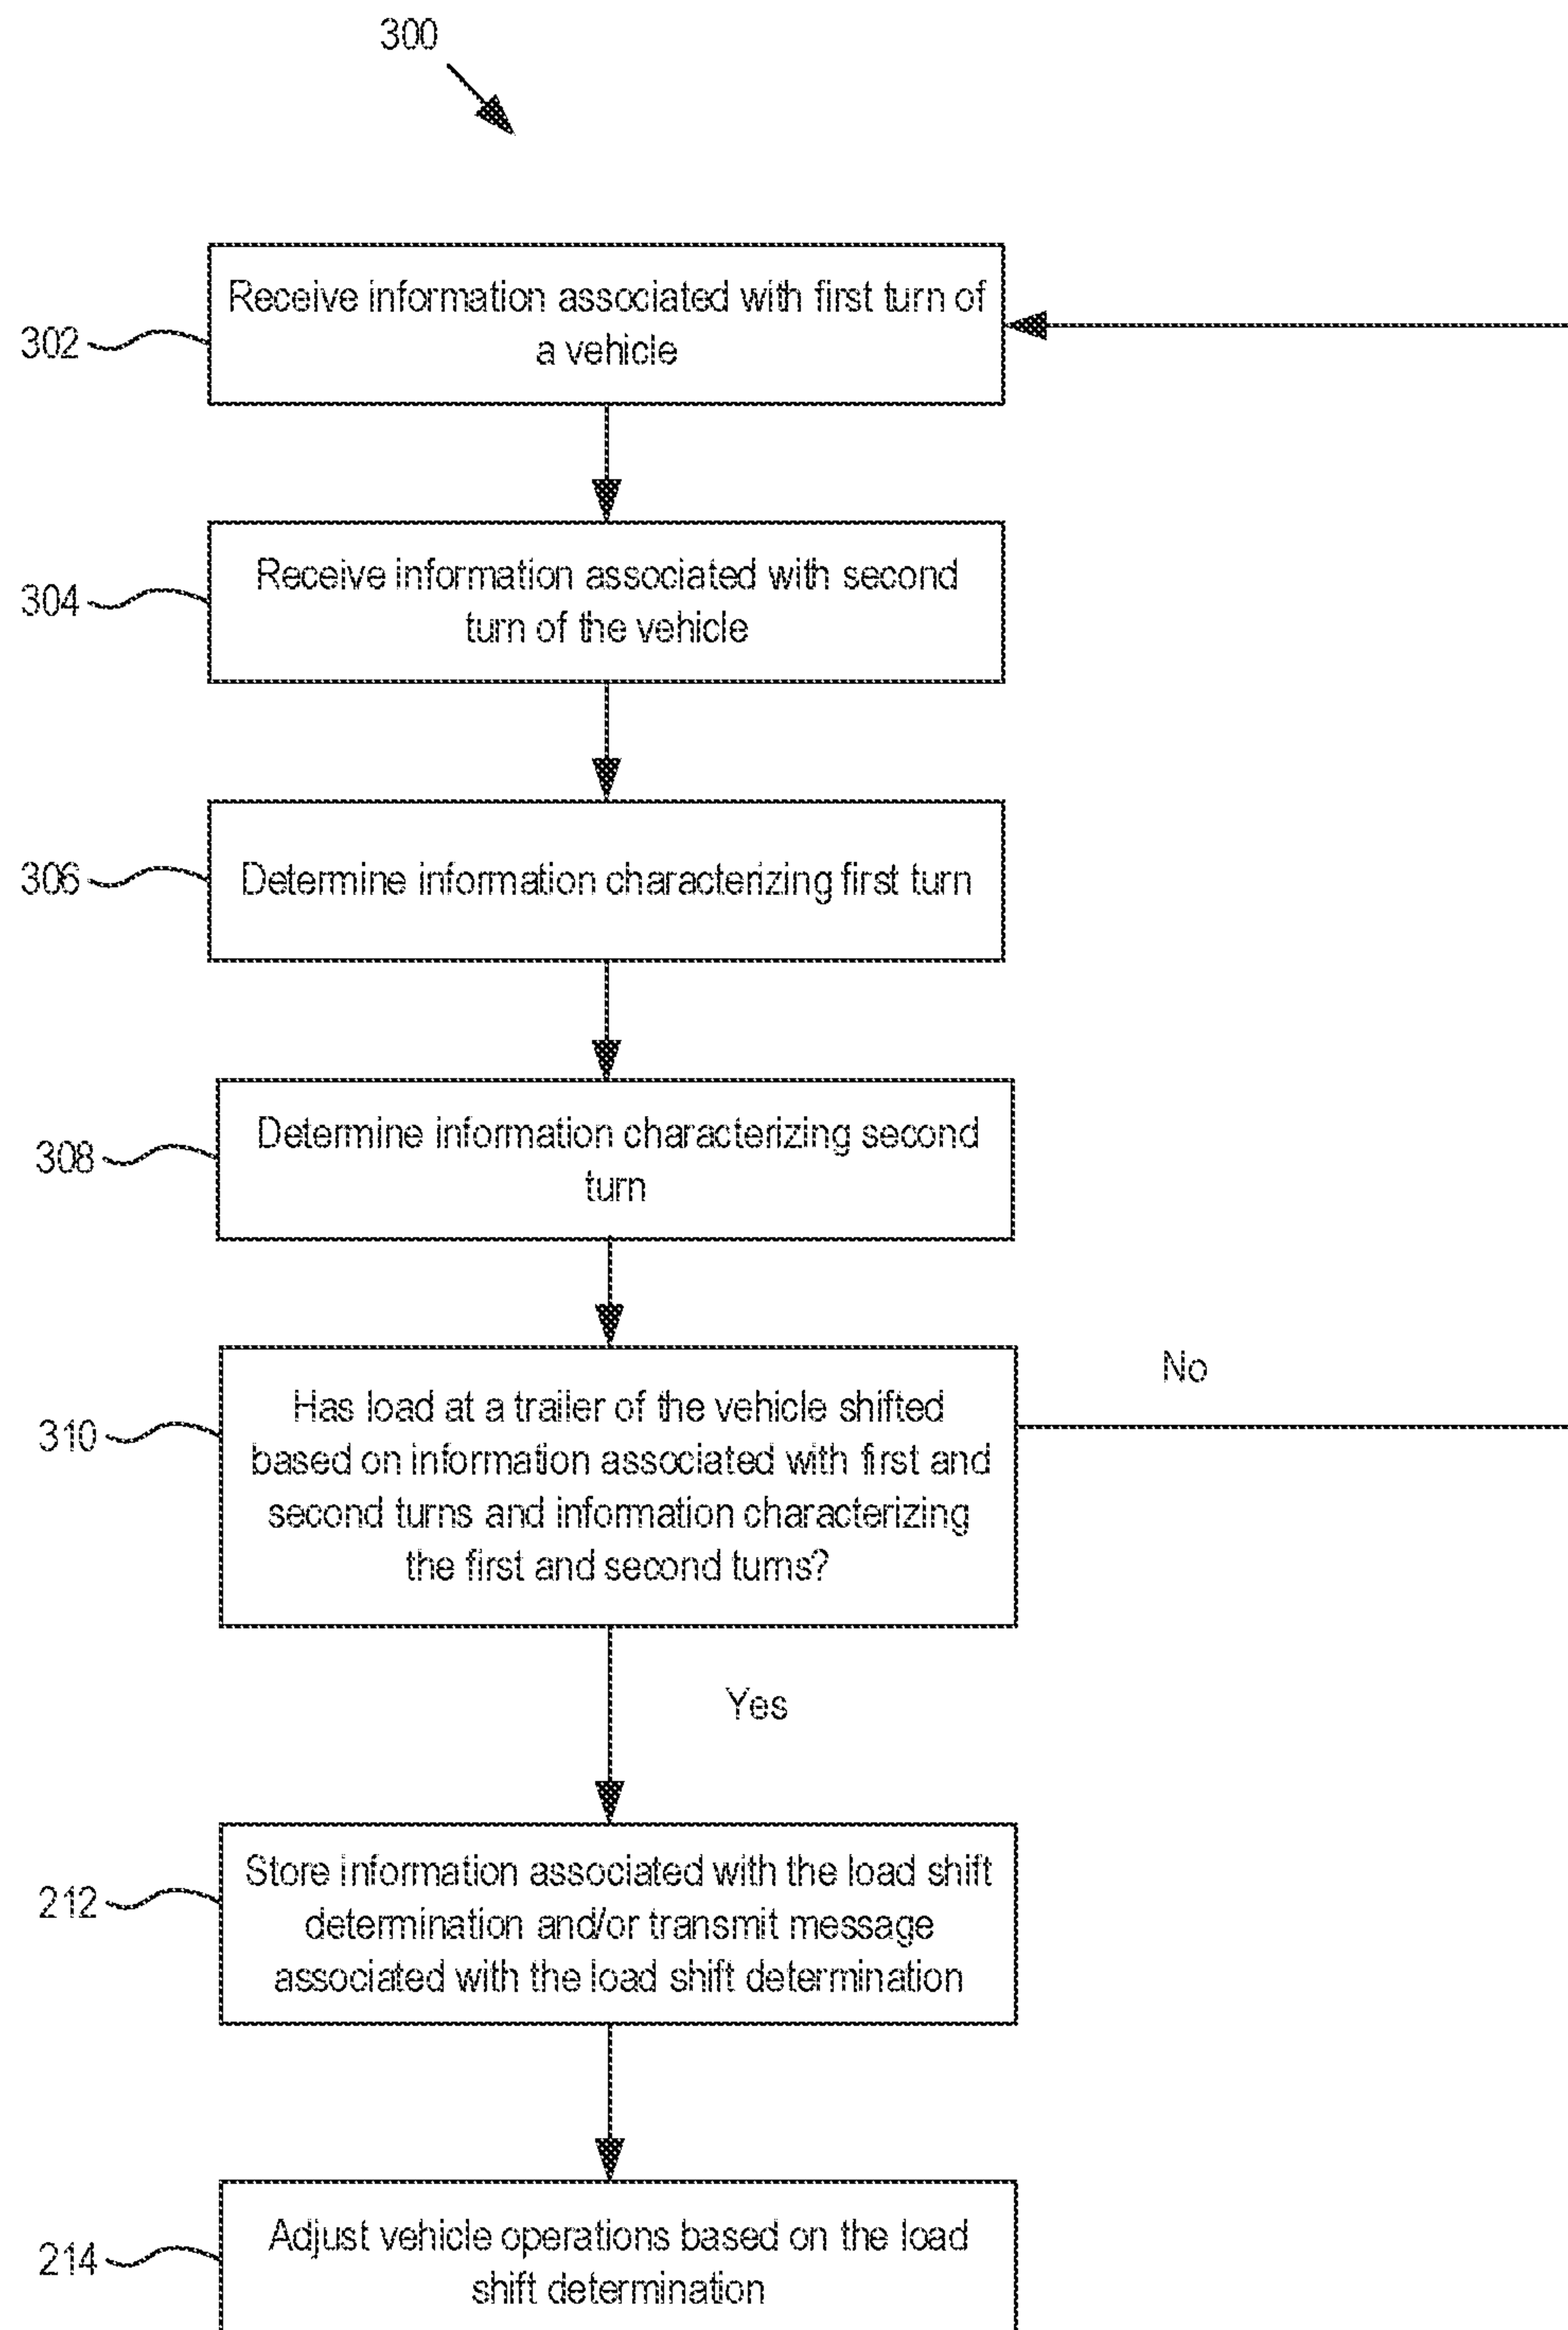 300
302
Receive information associated with first turn of
a vehicle
304
Receive information associated with second
turn of the vehicle
306
Determine information characterizing first turn
308
Determine information characterizing second
turn
310
Has load at a trailer of the vehicle shifted
based on information associated with first and
second turns and information characterizing
the first and second turns?
No
Yes
212
Store information associated with the load shift
determination and/or transmit message
associated with the load shift determination
214
Adjust vehicle operations based on the load
shift determination